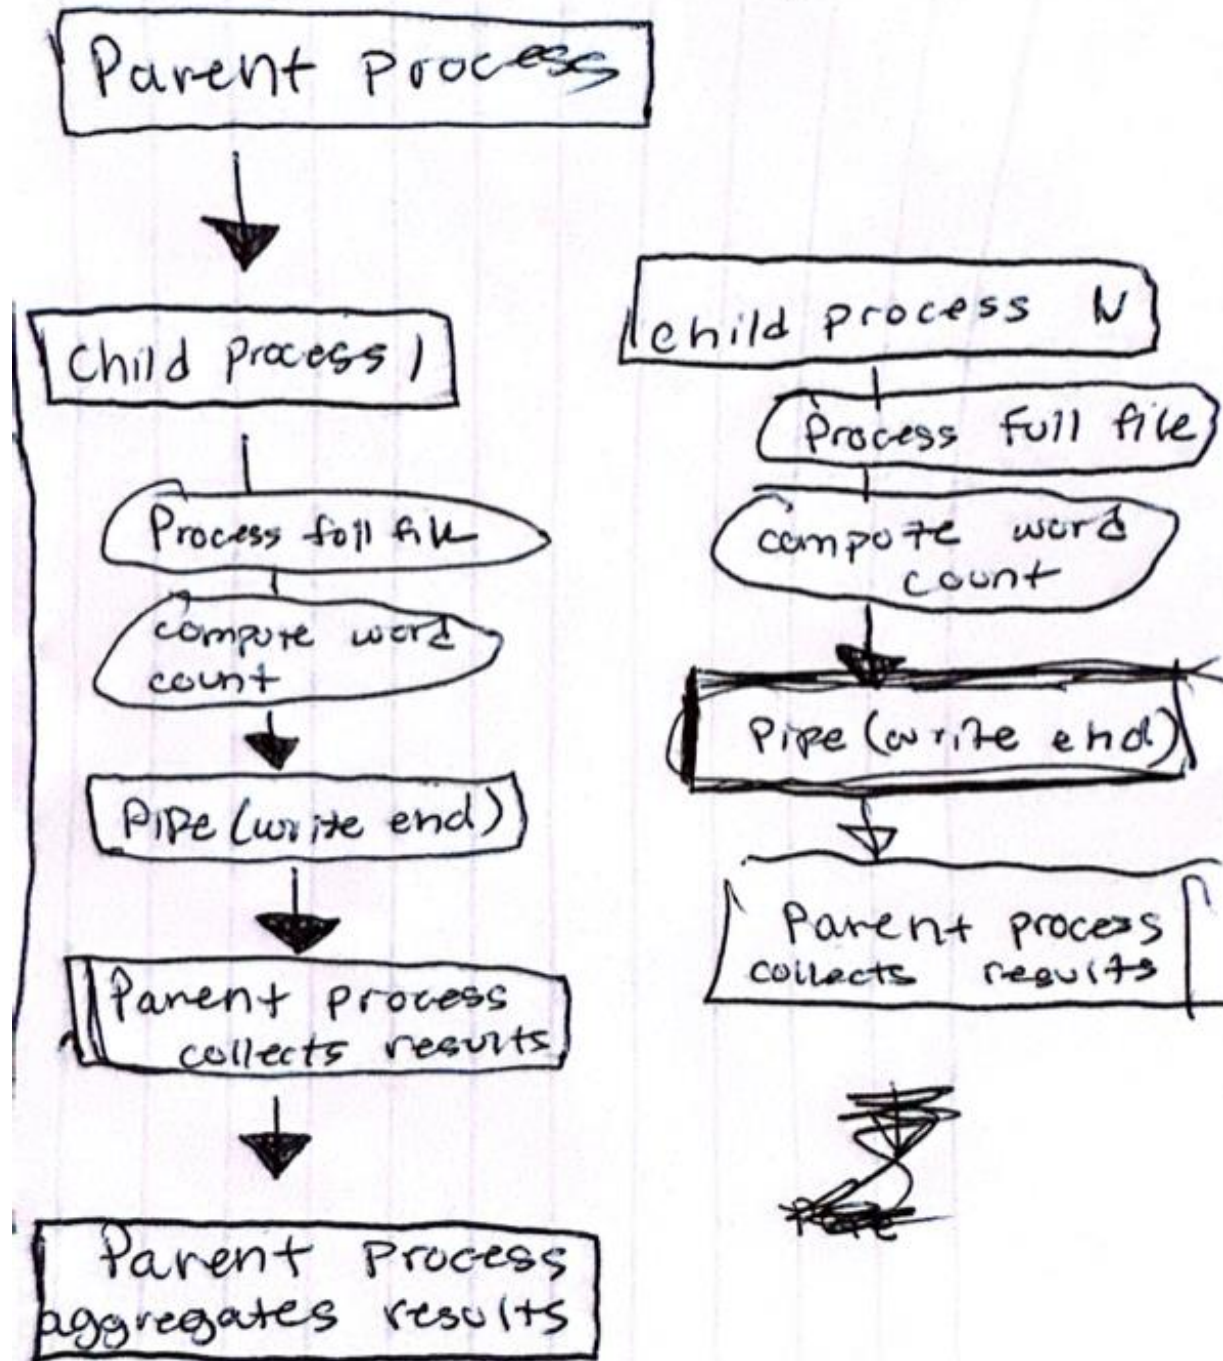 Parent process
Child process 1
Process full file
compute word
count
Pipe (write end)
Parent process
collects results
Parent process
aggregates results
child process N
Process full file
compute word
count
Pipe (write end)
Parent process
collects results